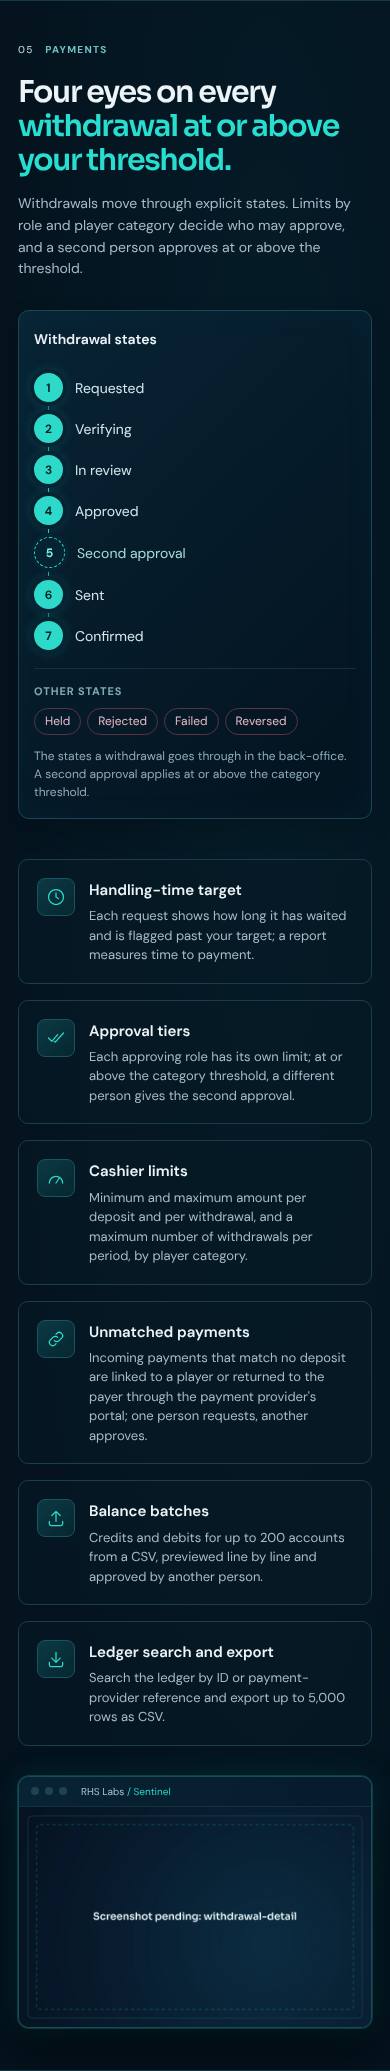 05 PAYMENTS
Four eyes on every
withdrawal at or above
your threshold.
Withdrawals move through explicit states. Limits by
role and player category decide who may approve,
and a second person approves at or above the
threshold.
Withdrawal states
1 Requested
2 Verifying
3 In review
4 Approved
5 Second approval
6 Sent
7 Confirmed
OTHER STATES
Held Rejected Failed Reversed
The states a withdrawal goes through in the back-office.
A second approval applies at or above the category
threshold.
Handling-time target
Each request shows how long it has waited
and is flagged past your target; a report
measures time to payment.
Approval tiers
Each approving role has its own limit; at or
above the category threshold, a different
person gives the second approval.
Cashier limits
Minimum and maximum amount per
deposit and per withdrawal, and a
maximum number of withdrawals per
period, by player category.
Unmatched payments
Incoming payments that match no deposit
are linked to a player or returned to the
payer through the payment provider's
portal; one person requests, another
approves.
Balance batches
Credits and debits for up to 200 accounts
from a CSV, previewed line by line and
approved by another person.
Ledger search and export
Search the ledger by ID or payment-
provider reference and export up to 5,000
rows as CSV.
RHS Labs / Sentinel
Screenshot pending: withdrawal-detail